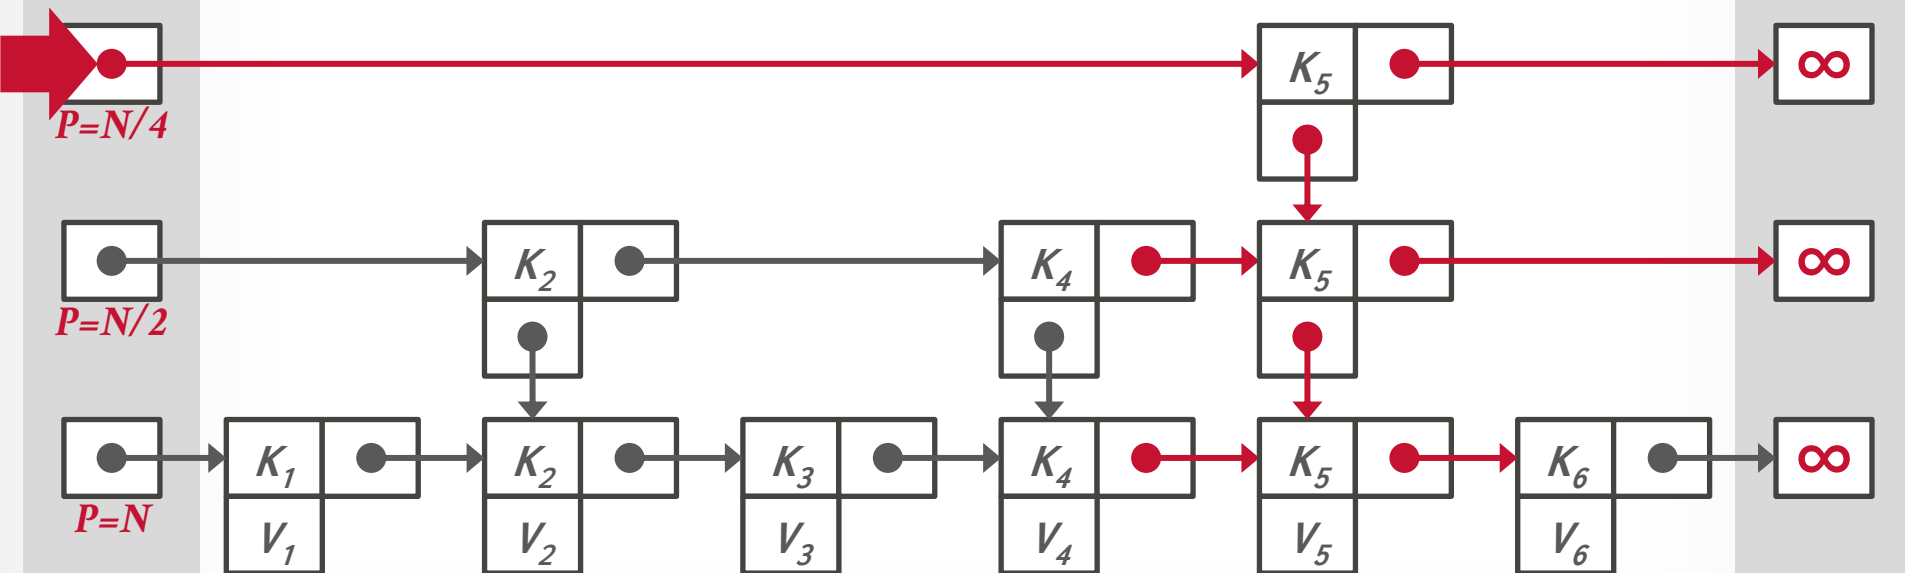 K5 ∞
P=N/4
K2 K4 K5 ∞
P=N/2
K1 K2 K3 K4 K5 K6 ∞
P=N
V1 V2 V3 V4 V5 V6